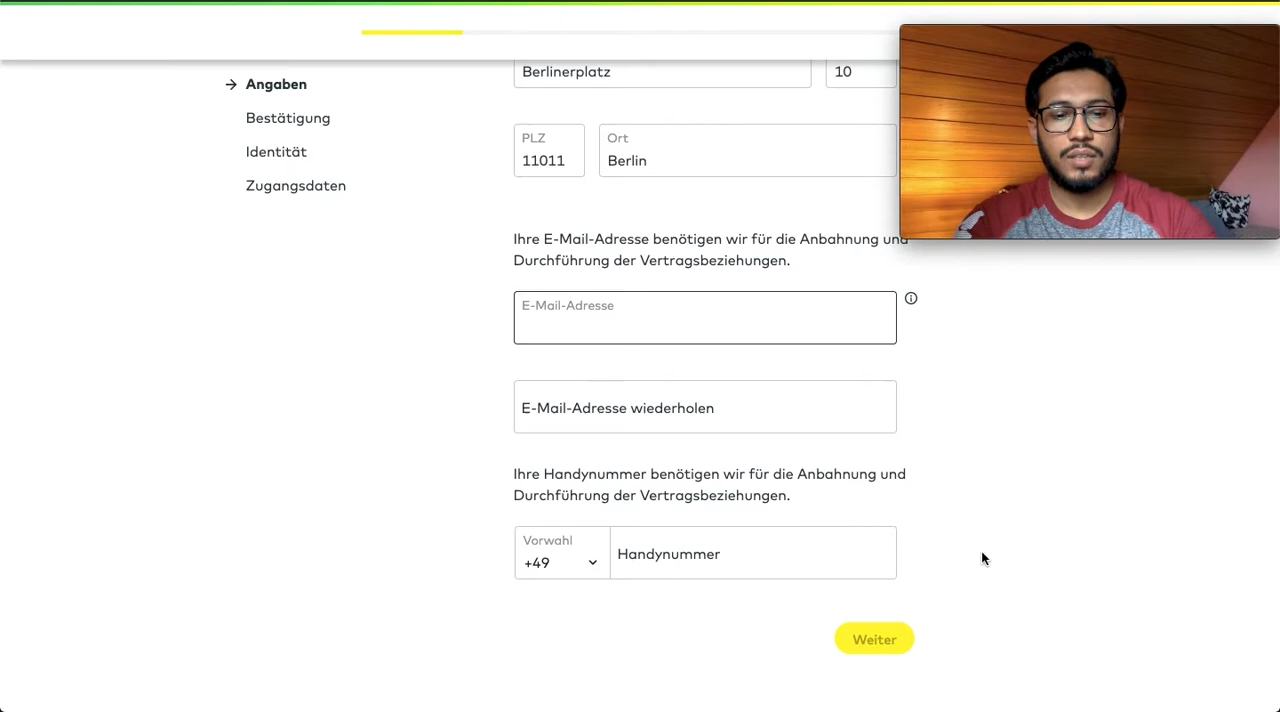 Angaben
Bestätigung
Identität
Zugangsdaten
Berlinerplatz
10
PLZ
11011
Ort
Berlin
Ihre E-Mail-Adresse benötigen wir für die Anbahnung und
Durchführung der Vertragsbeziehungen.
E-Mail-Adresse
E-Mail-Adresse wiederholen
Ihre Handynummer benötigen wir für die Anbahnung und
Durchführung der Vertragsbeziehungen.
Vorwahl
+49
Handynummer
Weiter